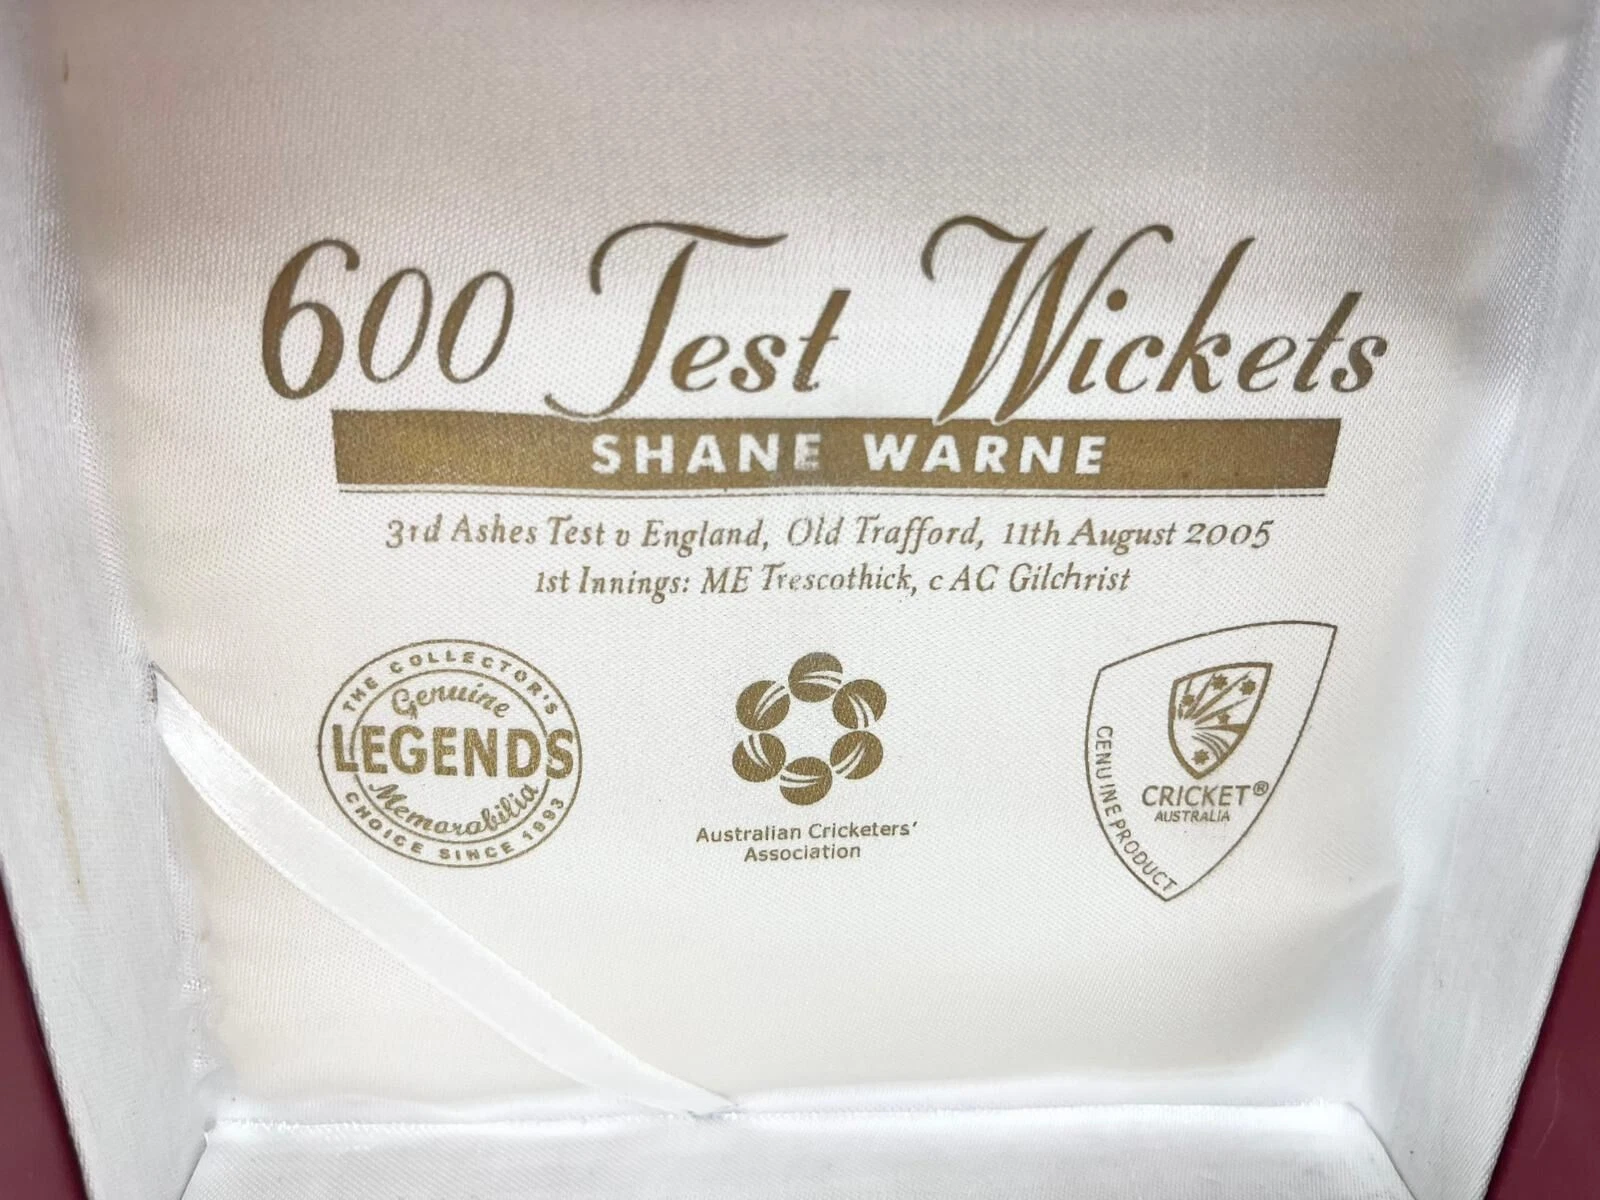 600 Test Wickets
SHANE WARNE
3rd Ashes Test v England, Old Trafford, 11th August 2005
1st Innings: ME Trescothick, c AC Gilchrist
THE COLLECTOR'S
Genuine
LEGENDS
Memorabilia
CHOICE SINCE 1993
Australian Cricketers'
Association
CRICKET®
AUSTRALIA
GENUINE PRODUCT